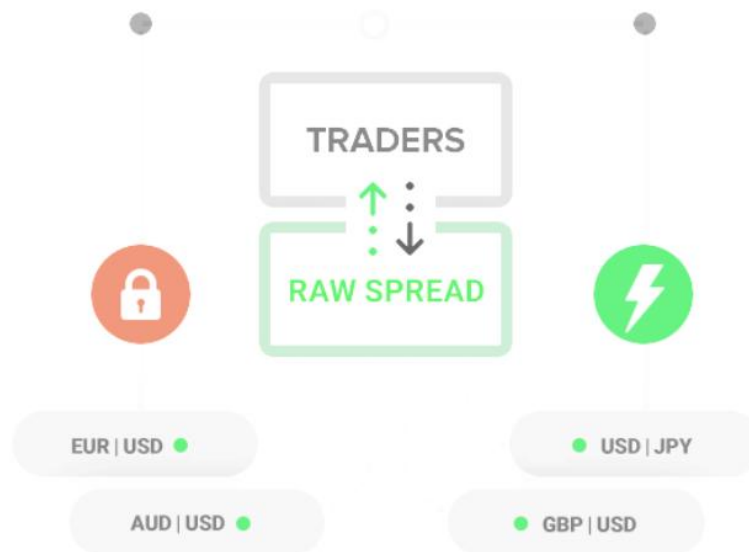 TRADERS
RAW SPREAD
EUR | USD
USD | JPY
AUD | USD
GBP | USD